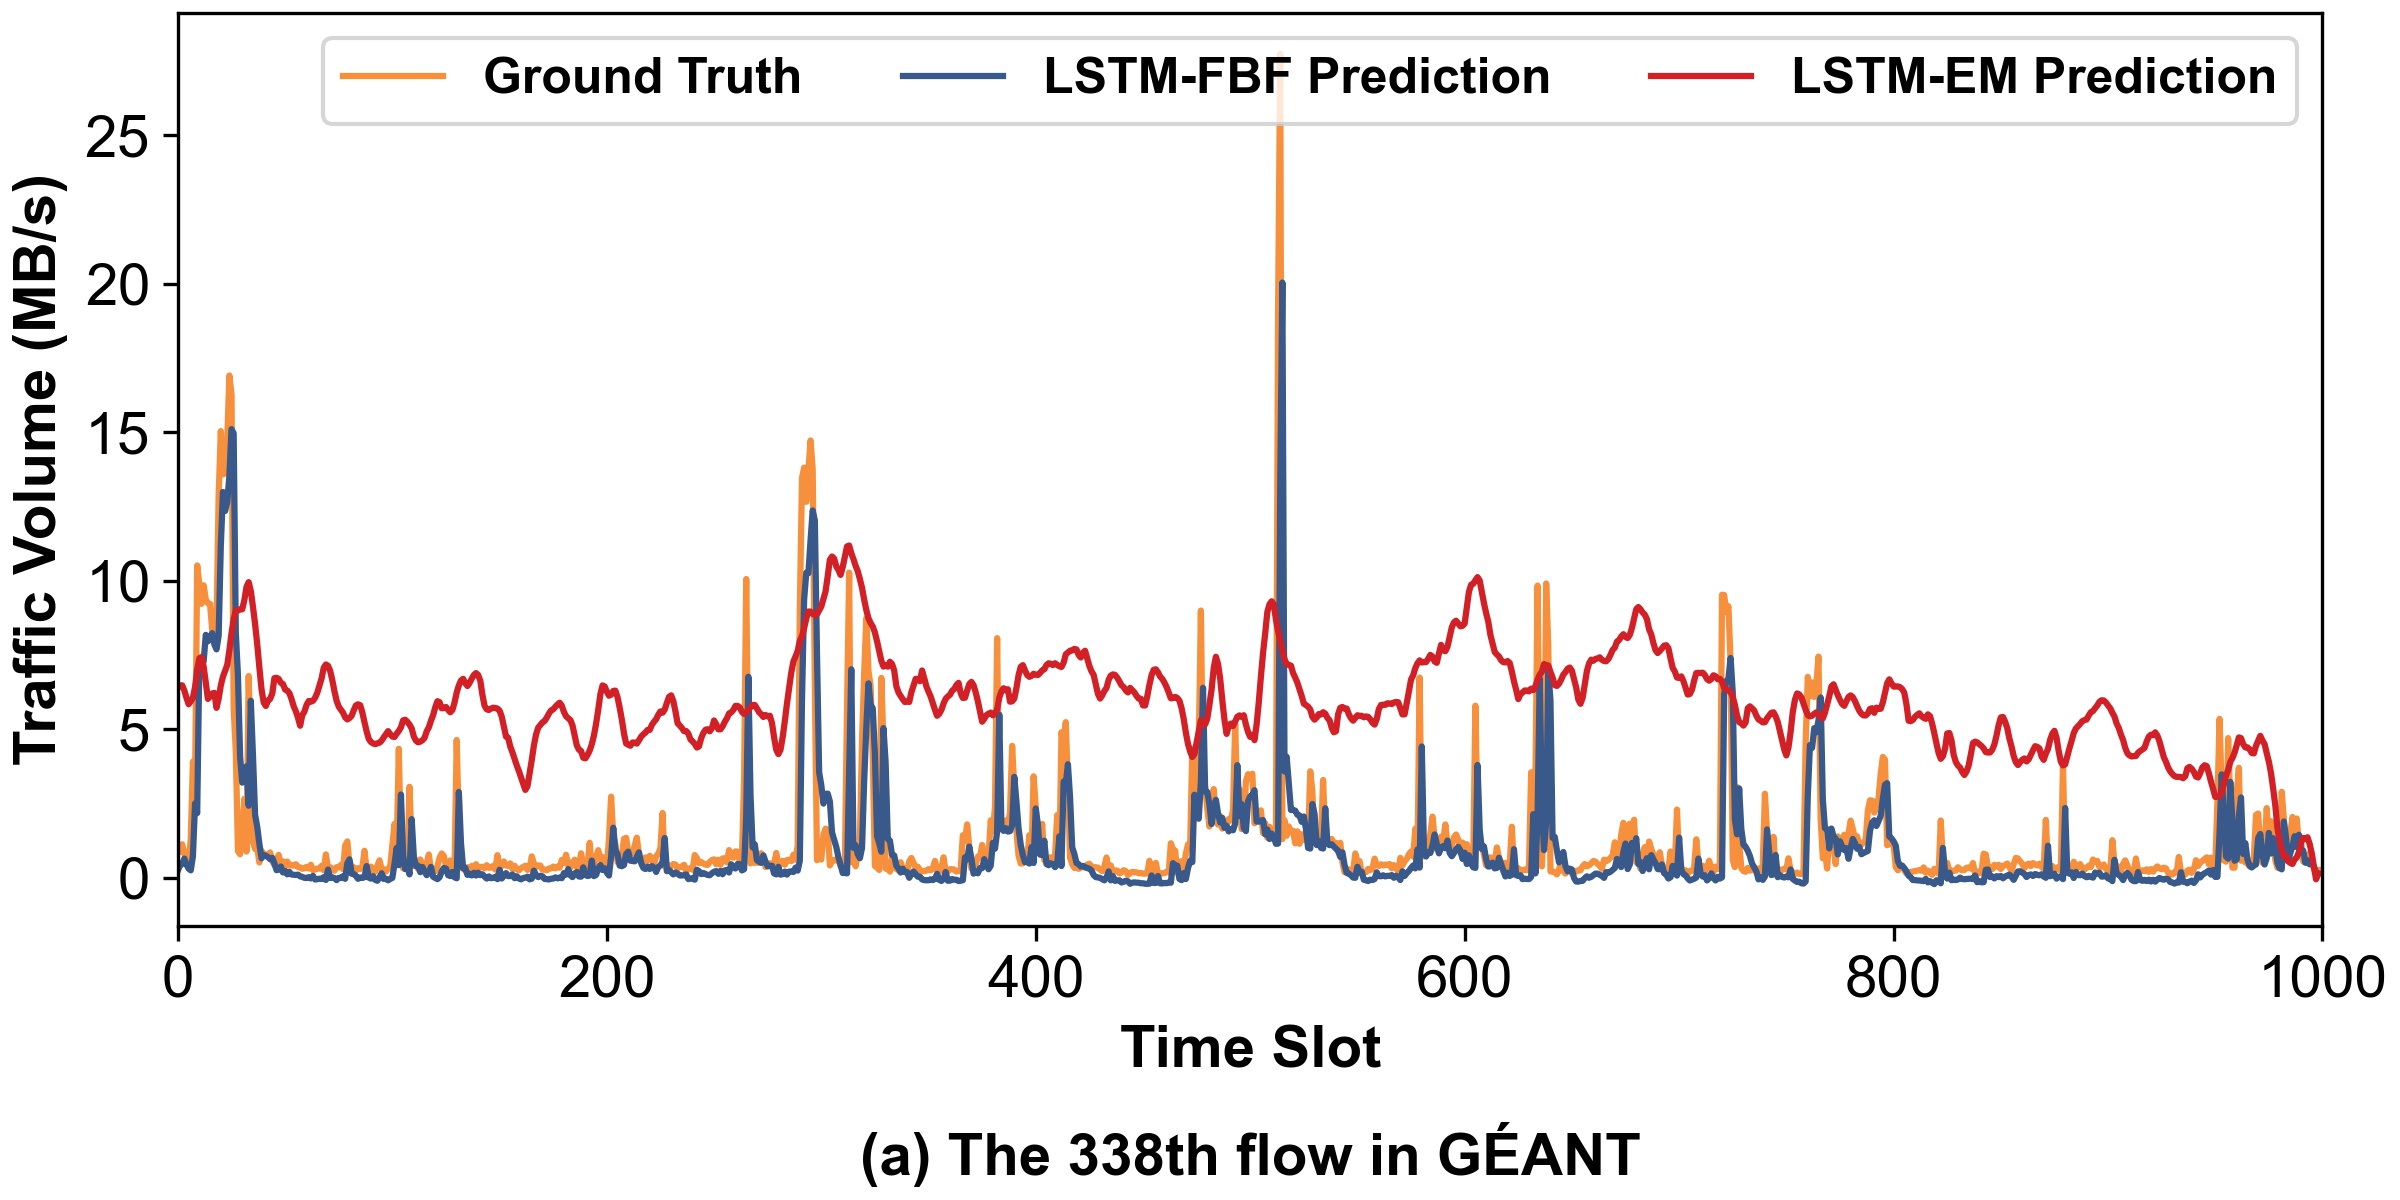 Ground Truth LSTM-FBF Prediction LSTM-EM Prediction
Traffic Volume (MB/s)
25
20
15
10
5
0
0 200 400 600 800 1000
Time Slot
(a) The 338th flow in GÉANT